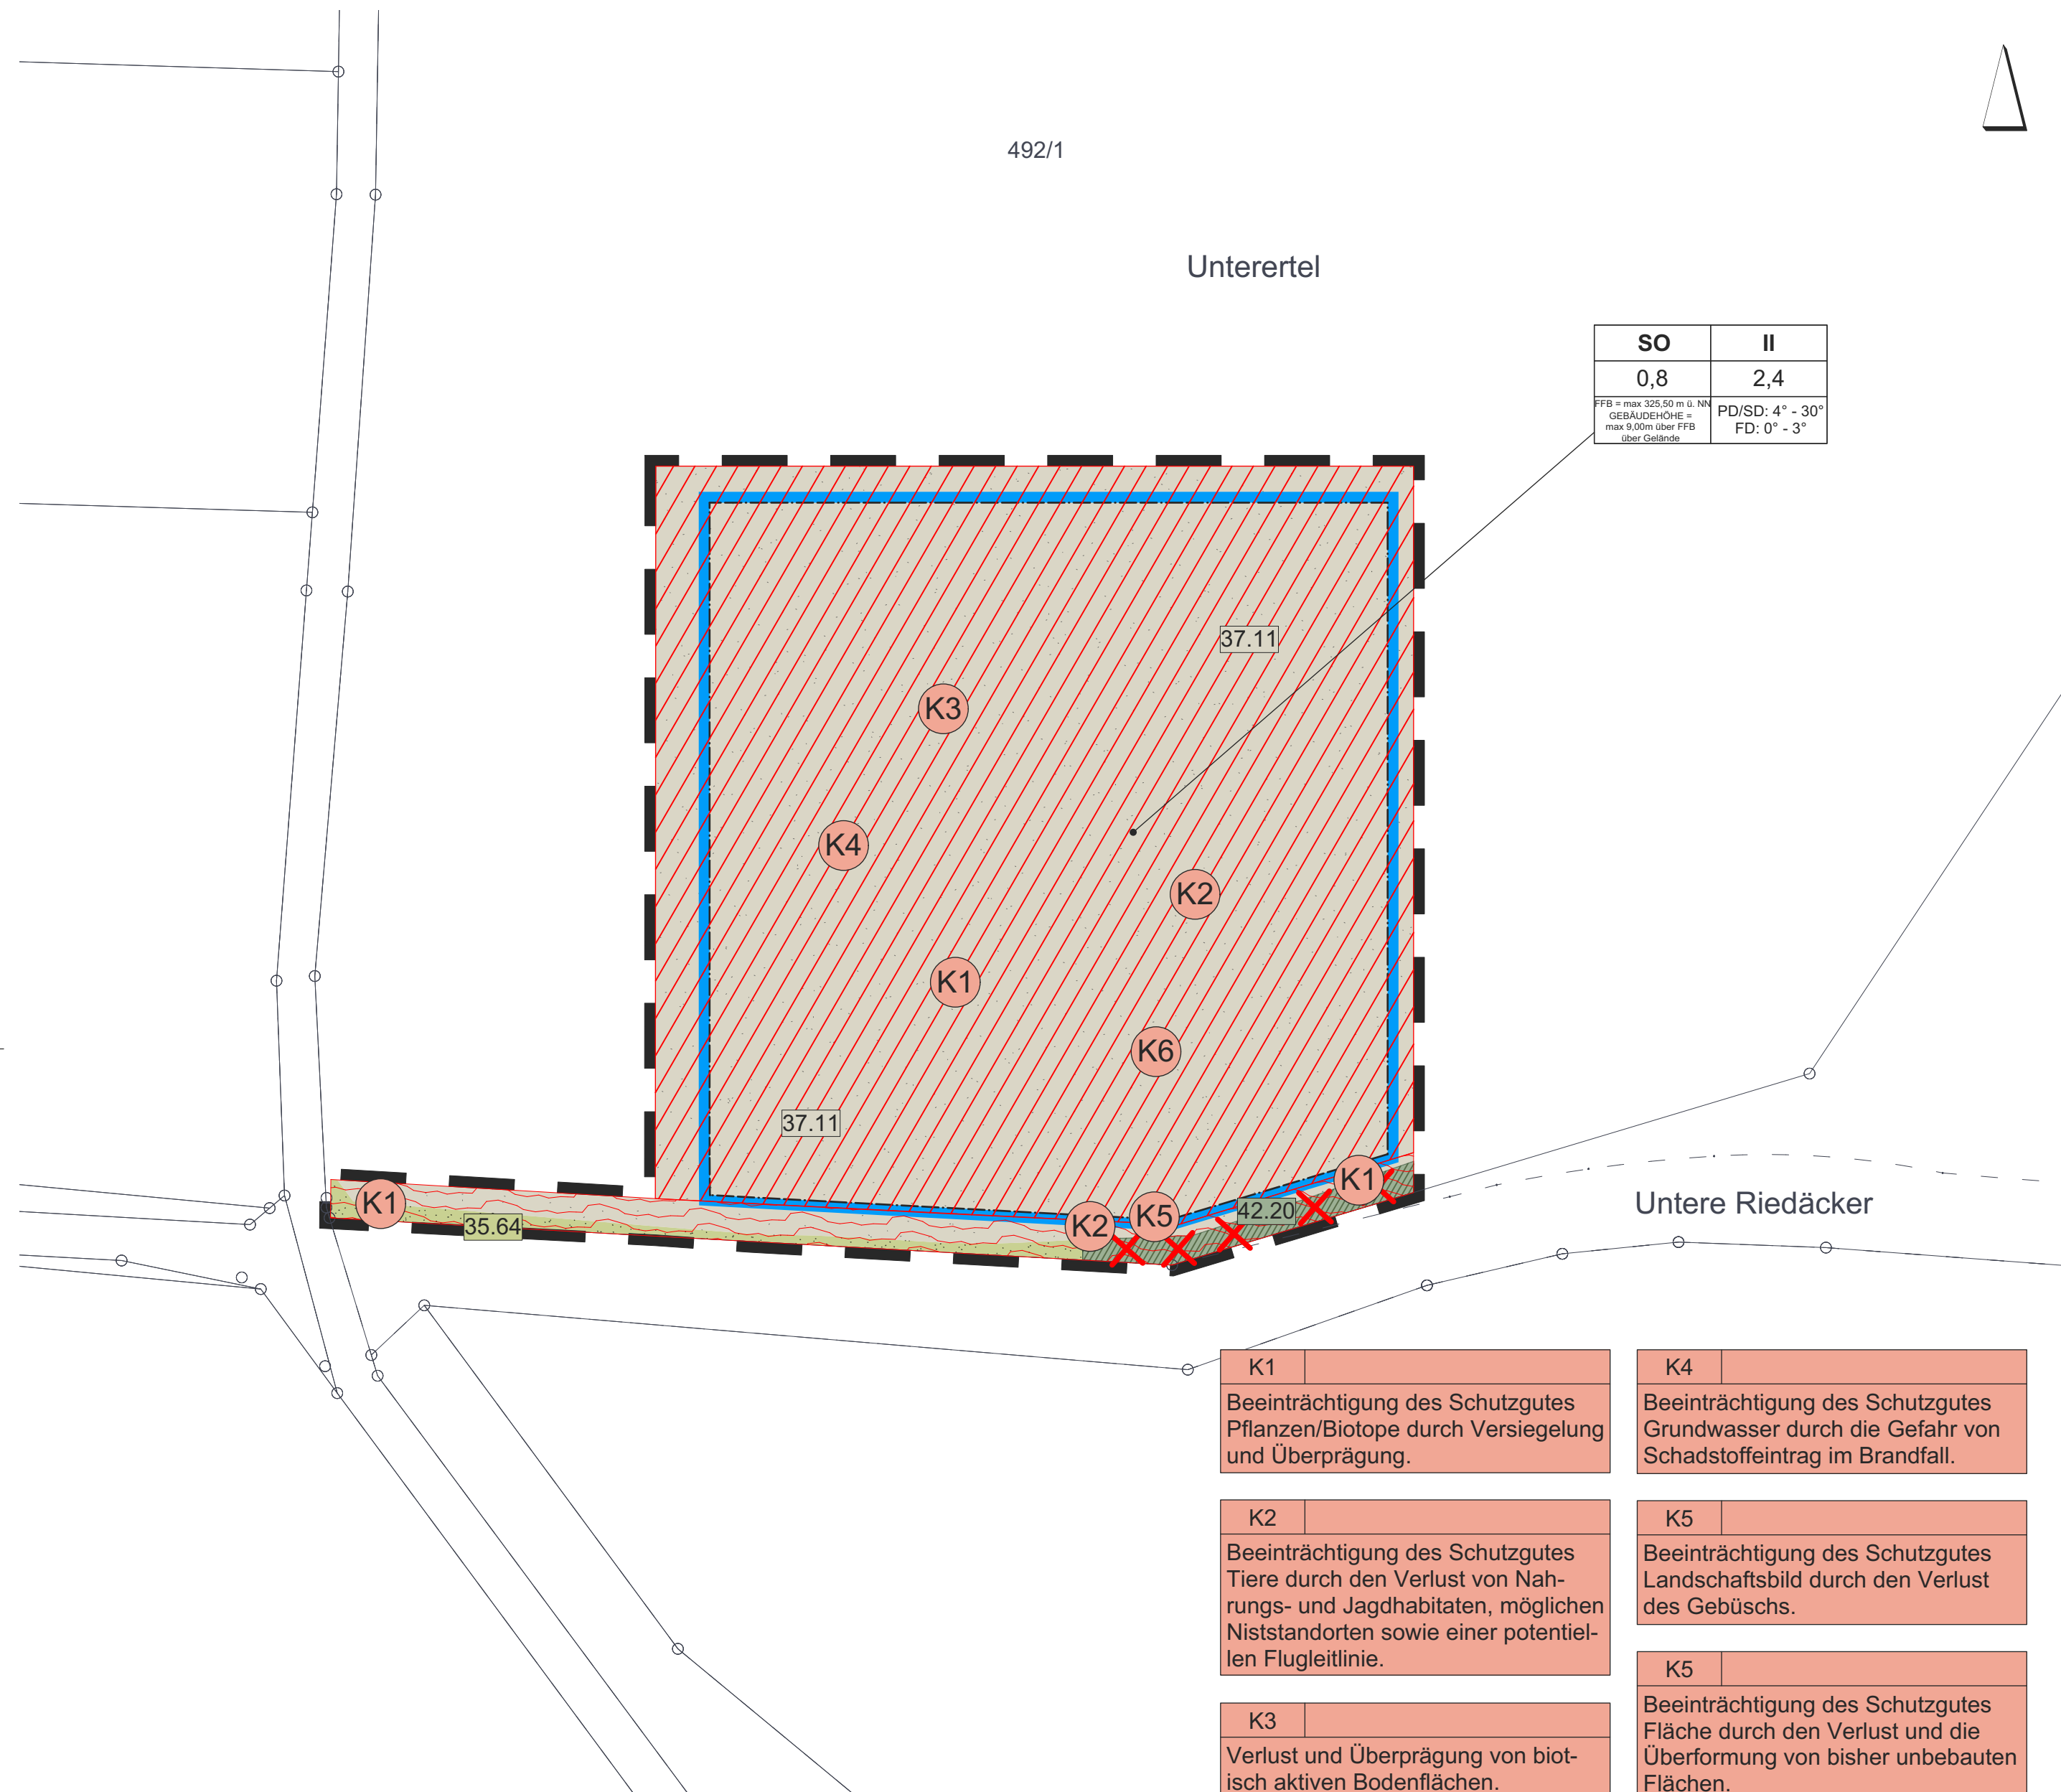 492/1
Unterertel
SO II
0,8 2,4
FFB = max 325,50 m ü. NN
GEBÄUDEHÖHE =
max 9,00m über FFB
über Gelände
PD/SD: 4° - 30°
FD: 0° - 3°
37.11
K3
K4
K2
K1
K6
37.11
K1
35.64
K2
K5
42.20
K1
Untere Riedäcker
K1
Beeinträchtigung des Schutzgutes
Pflanzen/Biotope durch Versiegelung
und Überprägung.
K2
Beeinträchtigung des Schutzgutes
Tiere durch den Verlust von Nah-
rungs- und Jagdhabitaten, möglichen
Niststandorten sowie einer potentiel-
len Flugleitlinie.
K3
Verlust und Überprägung von biot-
isch aktiven Bodenflächen.
K4
Beeinträchtigung des Schutzgutes
Grundwasser durch die Gefahr von
Schadstoffeintrag im Brandfall.
K5
Beeinträchtigung des Schutzgutes
Landschaftsbild durch den Verlust
des Gebüschs.
K5
Beeinträchtigung des Schutzgutes
Fläche durch den Verlust und die
Überformung von bisher unbebauten
Flächen.